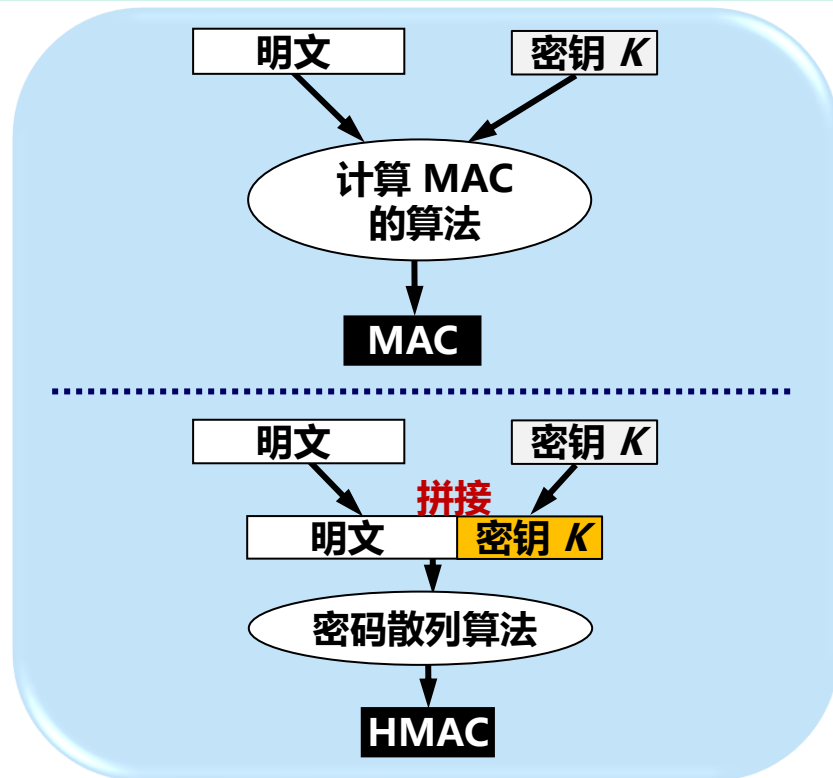 明文
密钥 K
计算 MAC
的算法
MAC
明文
密钥 K
拼接
明文
密钥 K
密码散列算法
HMAC